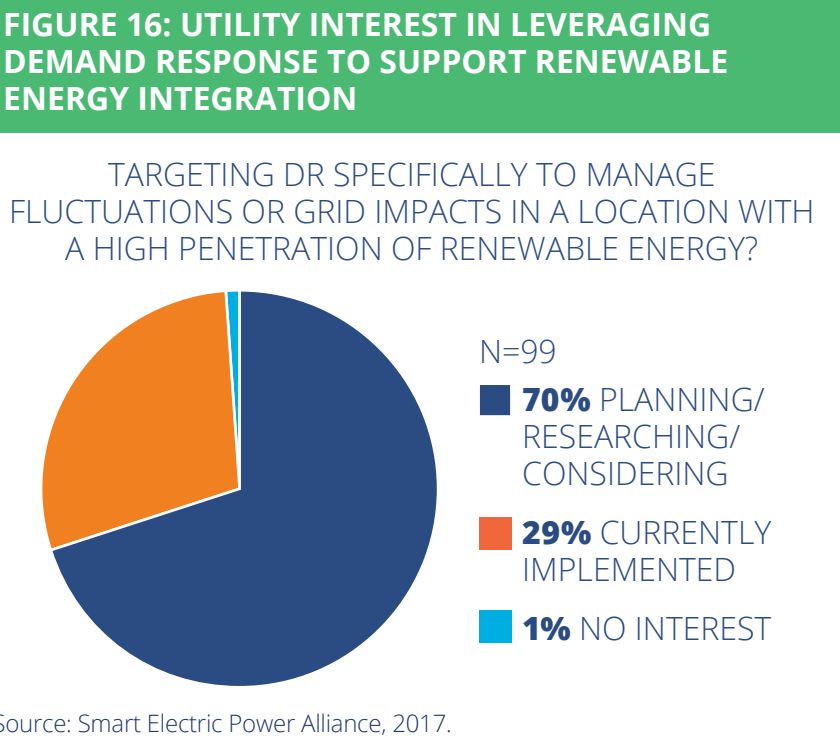 FIGURE 16: UTILITY INTEREST IN LEVERAGING
DEMAND RESPONSE TO SUPPORT RENEWABLE
ENERGY INTEGRATION
TARGETING DR SPECIFICALLY TO MANAGE
FLUCTUATIONS OR GRID IMPACTS IN A LOCATION WITH
A HIGH PENETRATION OF RENEWABLE ENERGY?
N=99
70% PLANNING/
RESEARCHING/
CONSIDERING
29% CURRENTLY
IMPLEMENTED
1% NO INTEREST
Source: Smart Electric Power Alliance, 2017.